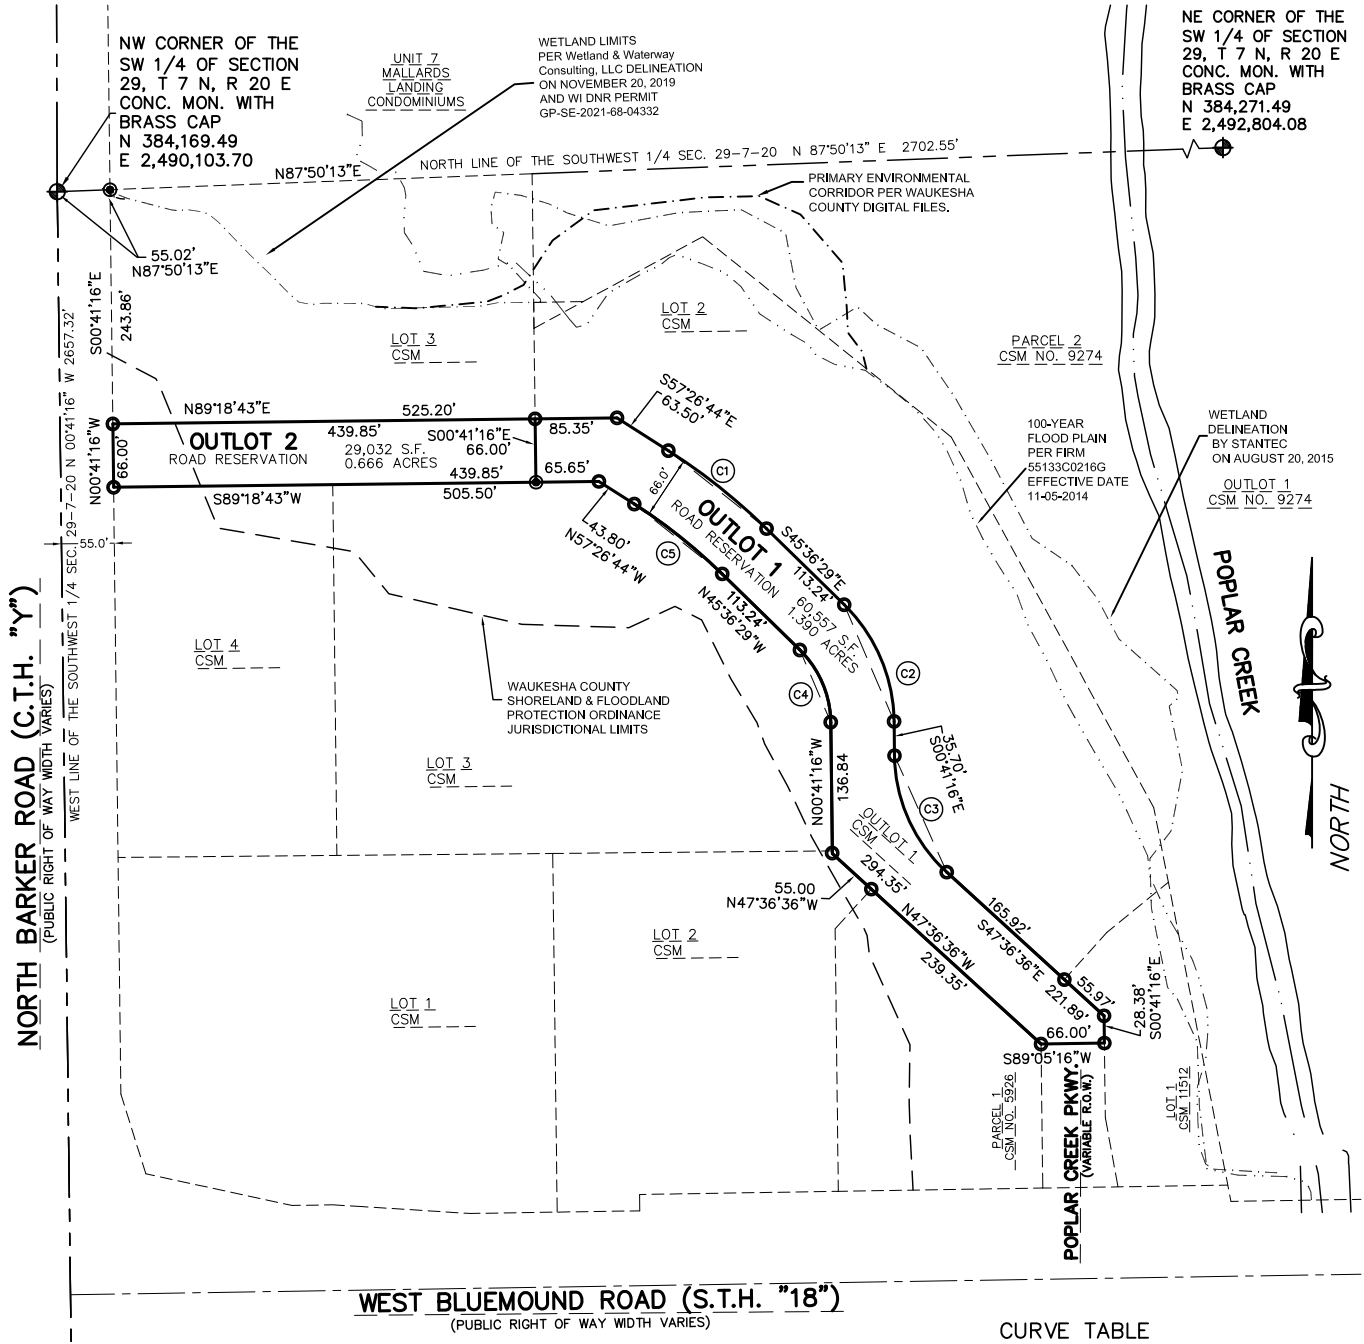 NW CORNER OF THE
SW 1/4 OF SECTION
29, T 7 N, R 20 E
CONC. MON. WITH
BRASS CAP
N 384,169.49
E 2,490,103.70
UNIT 7
MALLARDS
LANDING
CONDOMINIUMS
WETLAND LIMITS
PER Wetland & Waterway
Consulting, LLC DELINEATION
ON NOVEMBER 20, 2019
AND WI DNR PERMIT
GP-SE-2021-68-04332
NE CORNER OF THE
SW 1/4 OF SECTION
29, T 7 N, R 20 E
CONC. MON. WITH
BRASS CAP
N 384,271.49
E 2,492,804.08
N87°50'13"E
NORTH LINE OF THE SOUTHWEST 1/4 SEC. 29-7-20 N 87°50'13" E 2702.55'
PRIMARY ENVIRONMENTAL
CORRIDOR PER WAUKESHA
COUNTY DIGITAL FILES.
55.02'
N87°50'13"E
S00°41'16"E
243.86'
LOT 3
CSM
LOT 2
CSM
PARCEL 2
CSM NO. 9274
100-YEAR
FLOOD PLAIN
PER FIRM
55133C0216G
EFFECTIVE DATE
11-05-2014
WETLAND
DELINEATION
BY STANTEC
ON AUGUST 20, 2015
OUTLOT 1
CSM NO. 9274
N89°18'43"E
525.20'
85.35'
S57°26'44"E
63.50'
N00°41'16"W
66.00'
OUTLOT 2
ROAD RESERVATION
439.85'
29,032 S.F.
0.666 ACRES
S00°41'16"E
66.00'
439.85'
65.65'
S89°18'43"W
505.50'
43.80'
N57°26'44"W
66.0'
C1
C5
OUTLOT 1
ROAD RESERVATION
60,557 S.F.
1.390 ACRES
S45°36'29"E
113.24'
113.24'
N45°36'29"W
C2
C4
35.70'
S00°41'16"E
N00°41'16"W
136.84
C3
55.0'
LOT 4
CSM
WAUKESHA COUNTY
SHORELAND & FLOODLAND
PROTECTION ORDINANCE
JURISDICTIONAL LIMITS
LOT 3
CSM
OUTLOT 1
CSM
294.35'
55.00
N47°36'36"W
N47°36'36"W
239.35'
165.92'
S47°36'36"E
221.89'
55.97'
28.38'
S00°41'16"E
66.00'
S89°05'16"W
LOT 2
CSM
LOT 1
CSM
PARCEL 1
CSM NO. 5926
LOT 1
CSM 11512
POPLAR CREEK PKWY.
(VARIABLE R.O.W.)
POPLAR CREEK
NORTH
NORTH BARKER ROAD (C.T.H. "Y")
(PUBLIC RIGHT OF WAY WIDTH VARIES)
WEST LINE OF THE SOUTHWEST 1/4 SEC. 29-7-20 N 00°41'16" W 2657.32'
WEST BLUEMOUND ROAD (S.T.H. "18")
(PUBLIC RIGHT OF WAY WIDTH VARIES)
CURVE TABLE